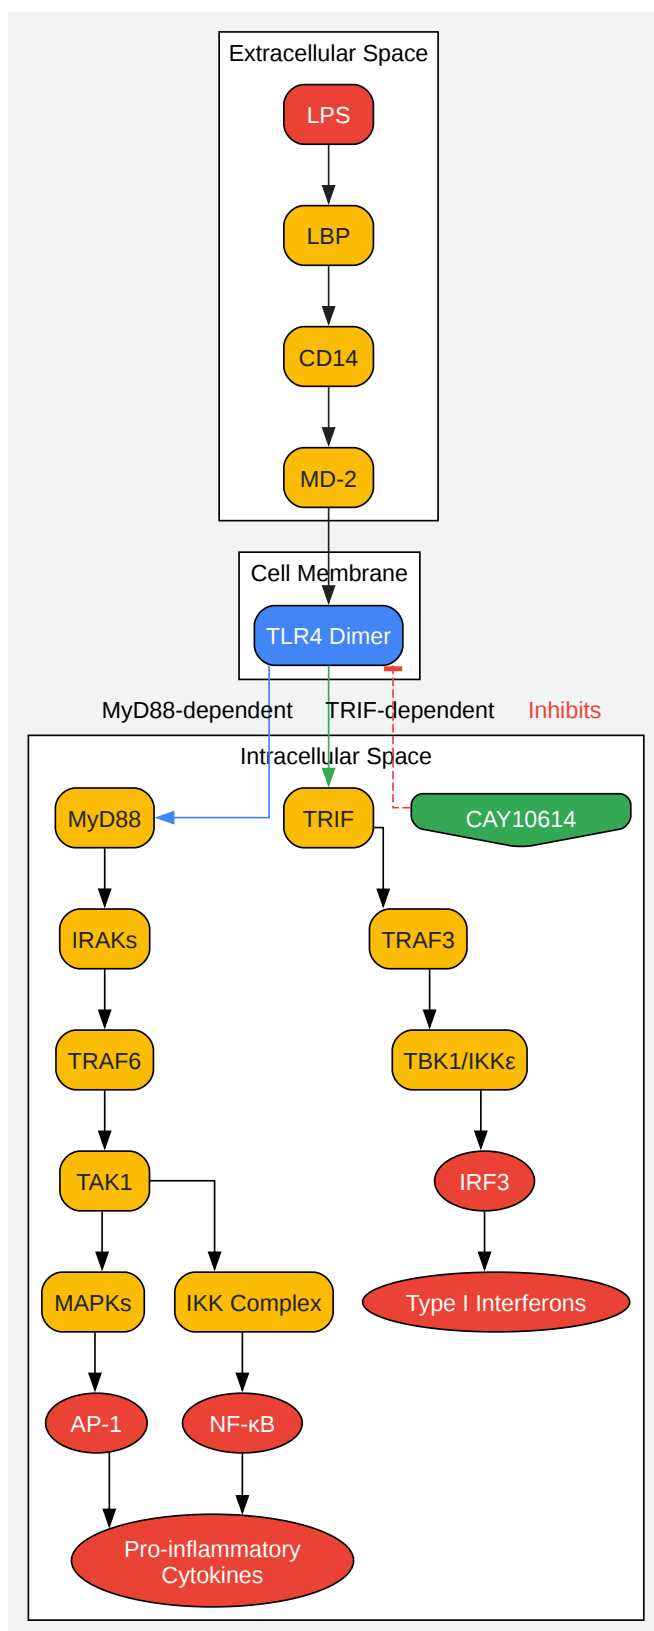 Extracellular Space
LPS
LBP
CD14
MD-2
Cell Membrane
TLR4 Dimer
MyD88-dependent
TRIF-dependent
Inhibits
Intracellular Space
MyD88
TRIF
CAY10614
IRAKs
TRAF3
TRAF6
TBK1/IKKε
TAK1
IRF3
MAPKs
IKK Complex
Type I Interferons
AP-1
NF-κB
Pro-inflammatory
Cytokines